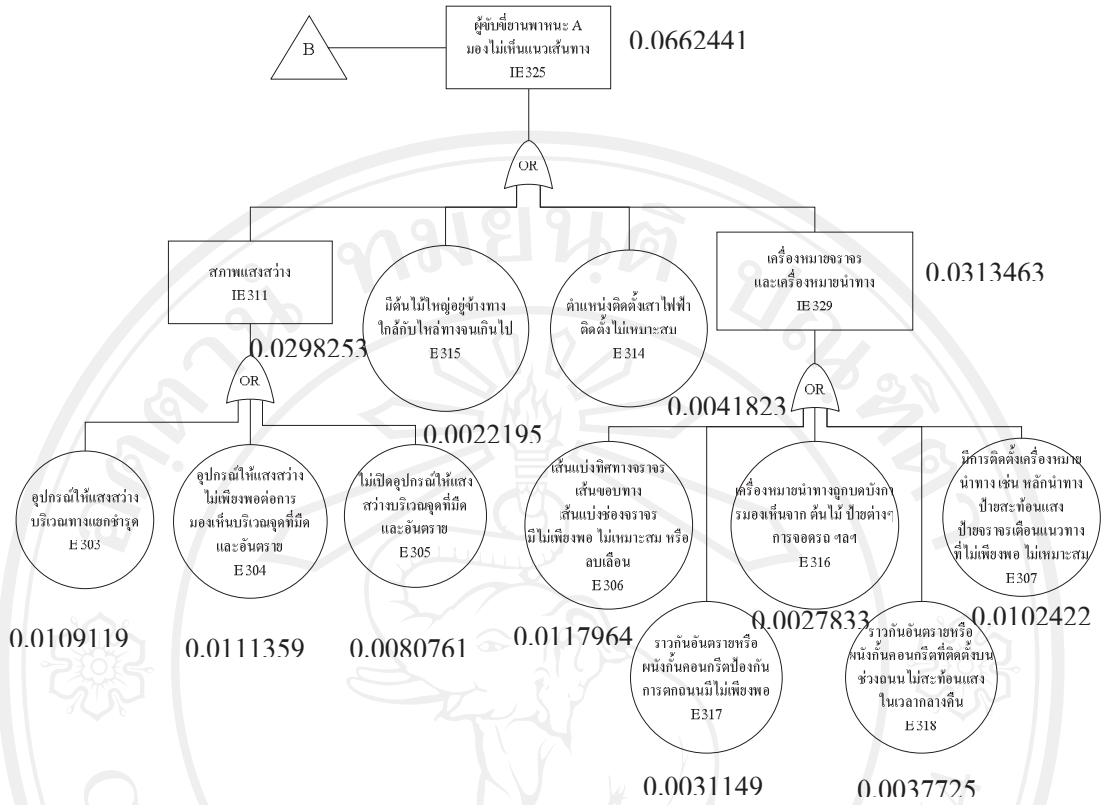 B
ผู้ขับขี่ยานพาหนะ A
มองไม่เห็นแนวเส้นทาง
IE325
0.0662441
OR
สภาพแสงสว่าง
IE311
0.0298253
มีต้นไม้ใหญ่อยู่ข้างทาง
ใกล้กับไหล่ทางจนเกินไป
E315
0.0022195
ตำแหน่งติดตั้งเสาไฟฟ้า
ติดตั้งไม่เหมาะสม
E314
0.0041823
เครื่องหมายจราจร
และเครื่องหมายนำทาง
IE329
0.0313463
OR
OR
อุปกรณ์ให้แสงสว่าง
บริเวณทางแยกชำรุด
E303
0.0109119
อุปกรณ์ให้แสงสว่าง
ไม่เพียงพอต่อการ
มองเห็นบริเวณจุดที่มืด
และอันตราย
E304
0.0111359
ไม่เปิดอุปกรณ์ให้แสง
สว่างบริเวณจุดที่มืด
และอันตราย
E305
0.0080761
เส้นแบ่งทิศทางจราจร
เส้นขอบทาง
เส้นแบ่งช่องจราจร
มีไม่เพียงพอ ไม่เหมาะสม หรือ
ลบเลือน
E306
0.0117964
เครื่องหมายนำทางถูกบดบังกา
รมองเห็นจาก ต้นไม้ ป้ายต่างๆ
การจอดรถ ฯลฯ
E316
0.0027833
มีการติดตั้งเครื่องหมาย
นำทาง เช่น หลักนำทาง
ป้ายสะท้อนแสง
ป้ายจราจรเตือนแนวทาง
ที่ไม่เพียงพอ ไม่เหมาะสม
E307
0.0102422
ราวกันอันตรายหรือ
ผนังกั้นคอนกรีตป้องกัน
การตกถนนมีไม่เพียงพอ
E317
0.0031149
ราวกันอันตรายหรือ
ผนังกั้นคอนกรีตที่ติดตั้งบน
ช่วงถนน ไม่สะท้อนแสง
ในเวลากลางคืน
E318
0.0037725